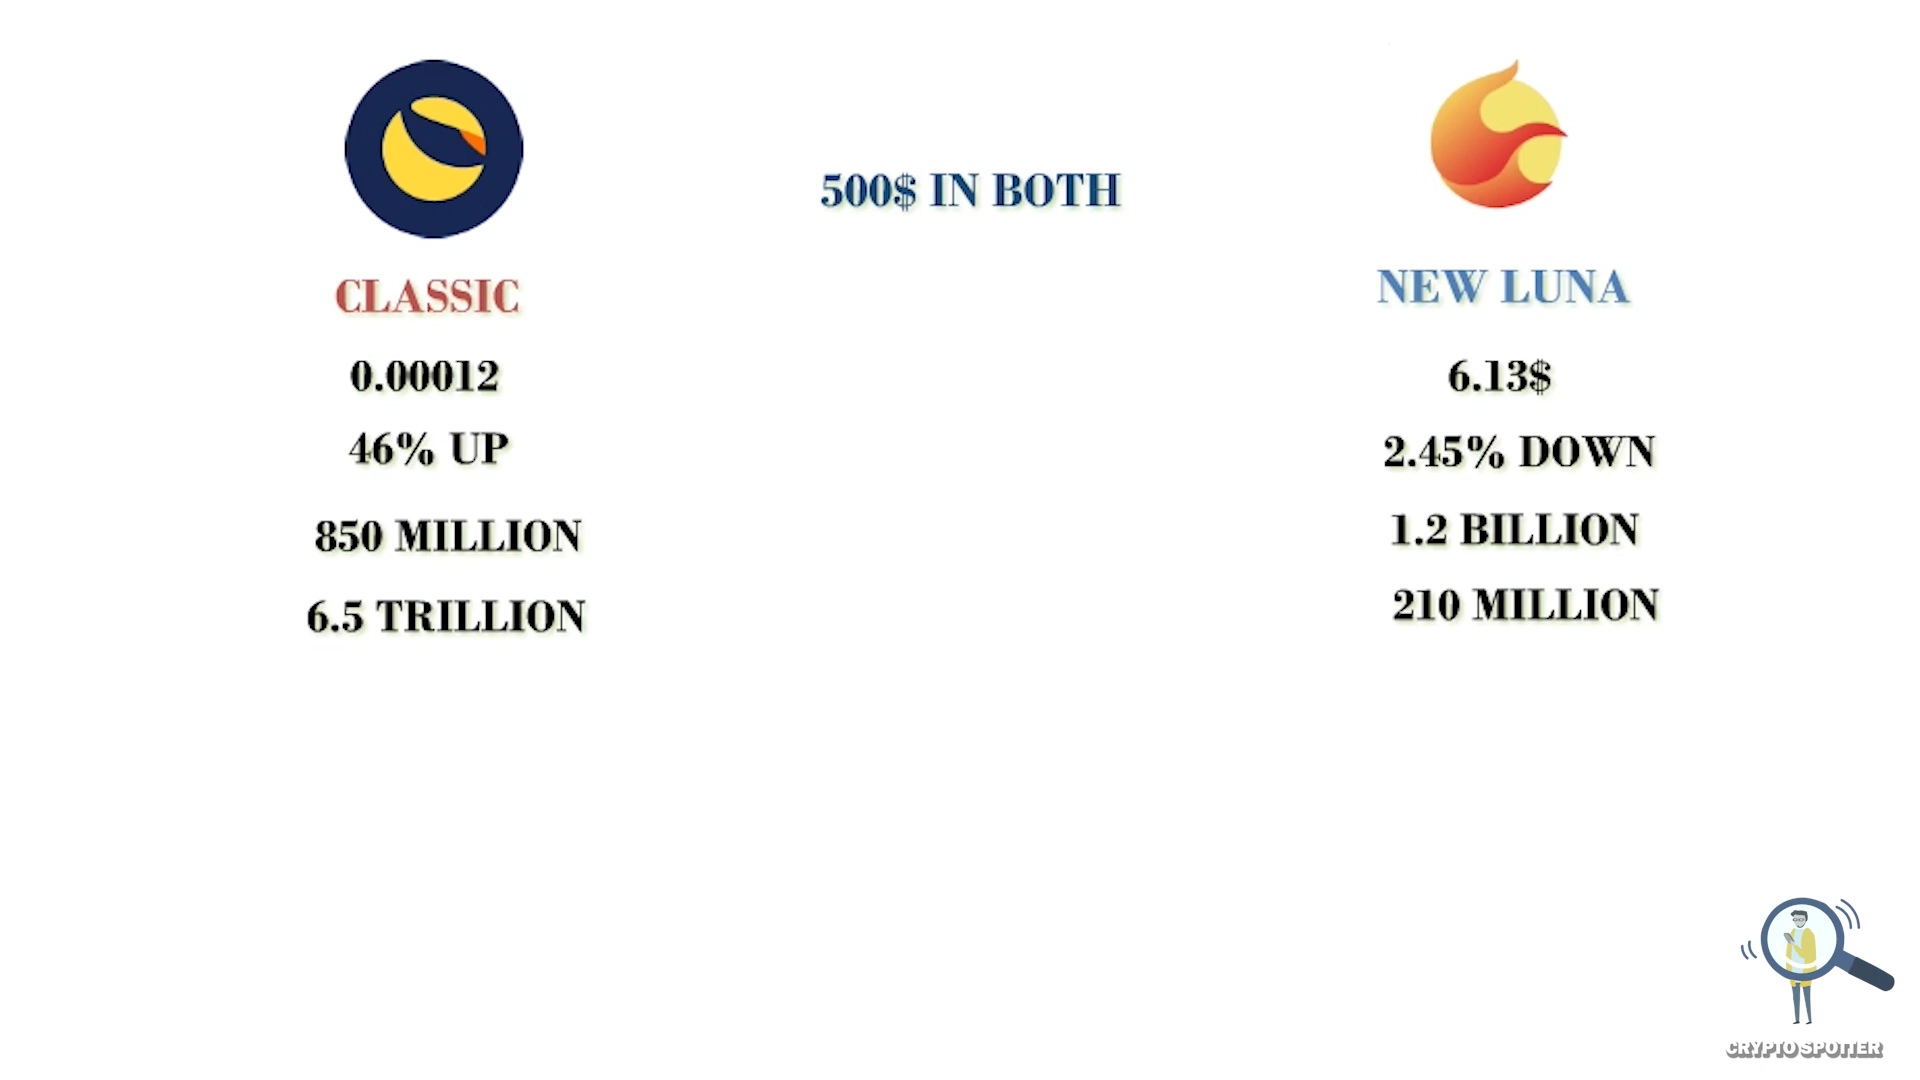 500$ IN BOTH
CLASSIC
0.00012
46% UP
850 MILLION
6.5 TRILLION
NEW LUNA
6.13$
2.45% DOWN
1.2 BILLION
210 MILLION
CRYPTO SPOTTER